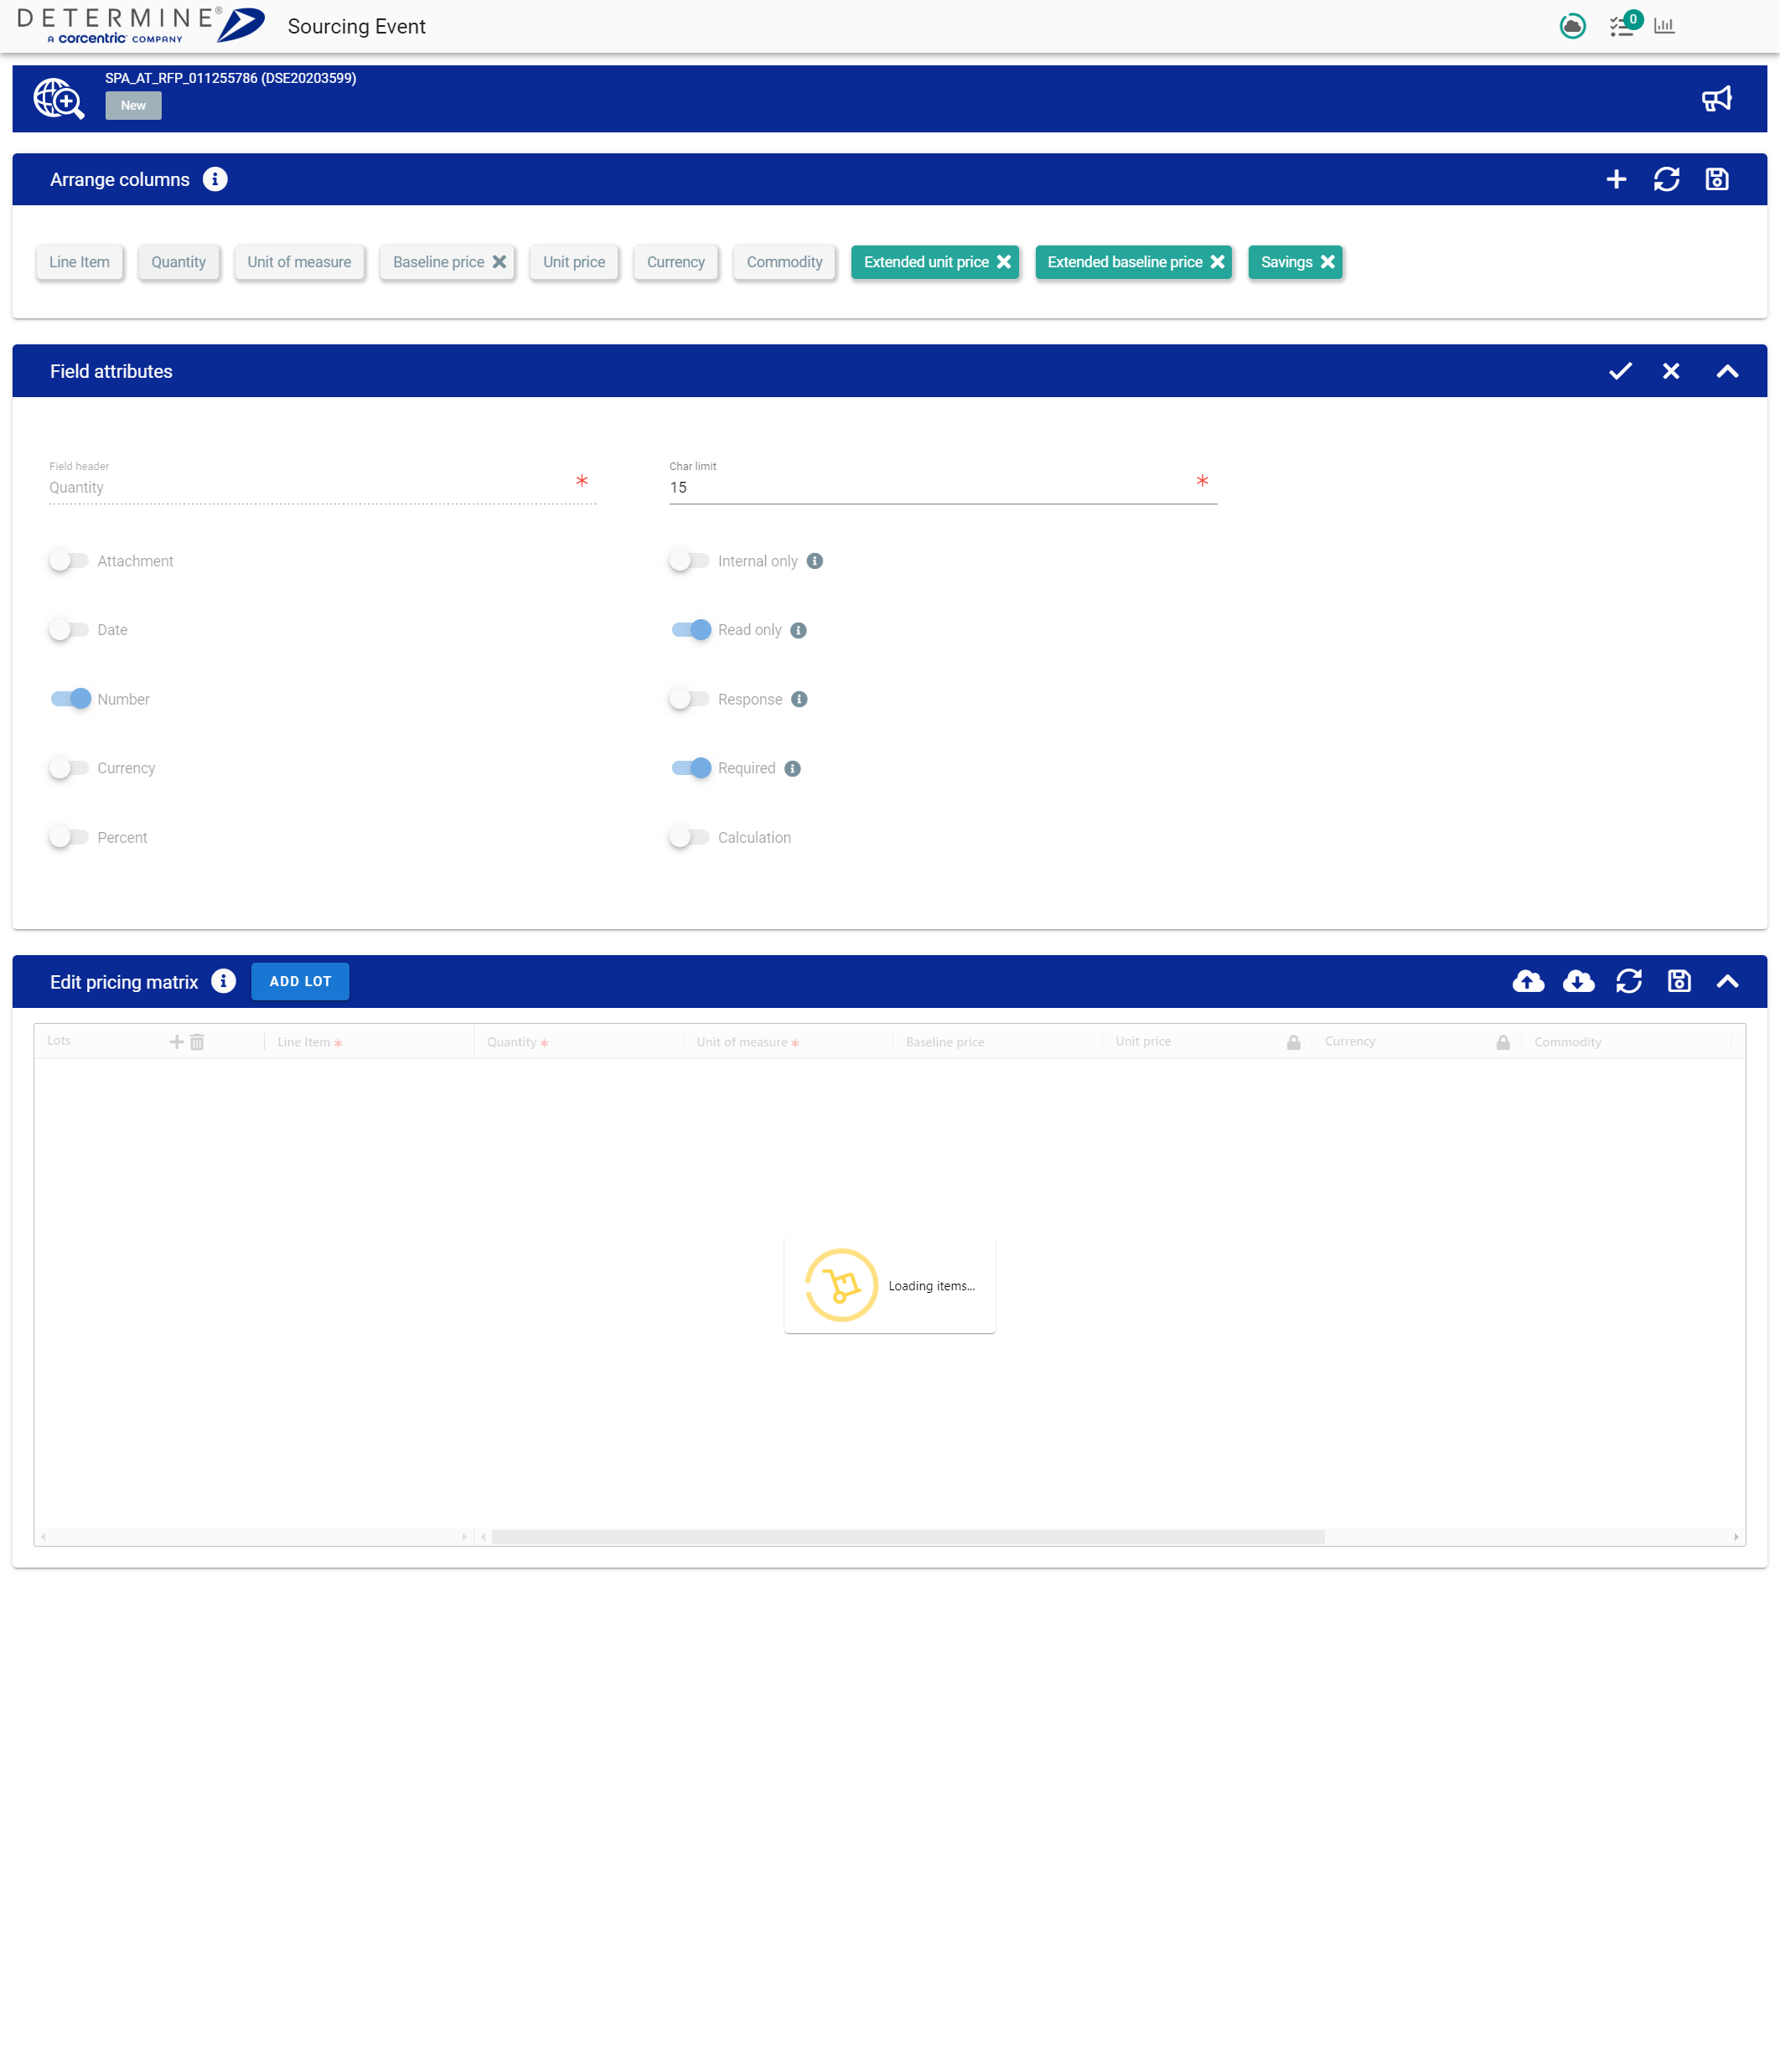 DETERMINE®
A corcentric COMPANY
Sourcing Event
0
SPA_AT_RFP_011255786 (DSE20203599)
New
Arrange columns
Line Item Quantity Unit of measure Baseline price Unit price Currency Commodity Extended unit price Extended baseline price Savings
Field attributes
Field header
Quantity *
Char limit
15 *
Attachment Internal only
Date Read only
Number Response
Currency Required
Percent Calculation
Edit pricing matrix ADD LOT
Lots Line Item * Quantity * Unit of measure * Baseline price Unit price Currency Commodity
Loading items...